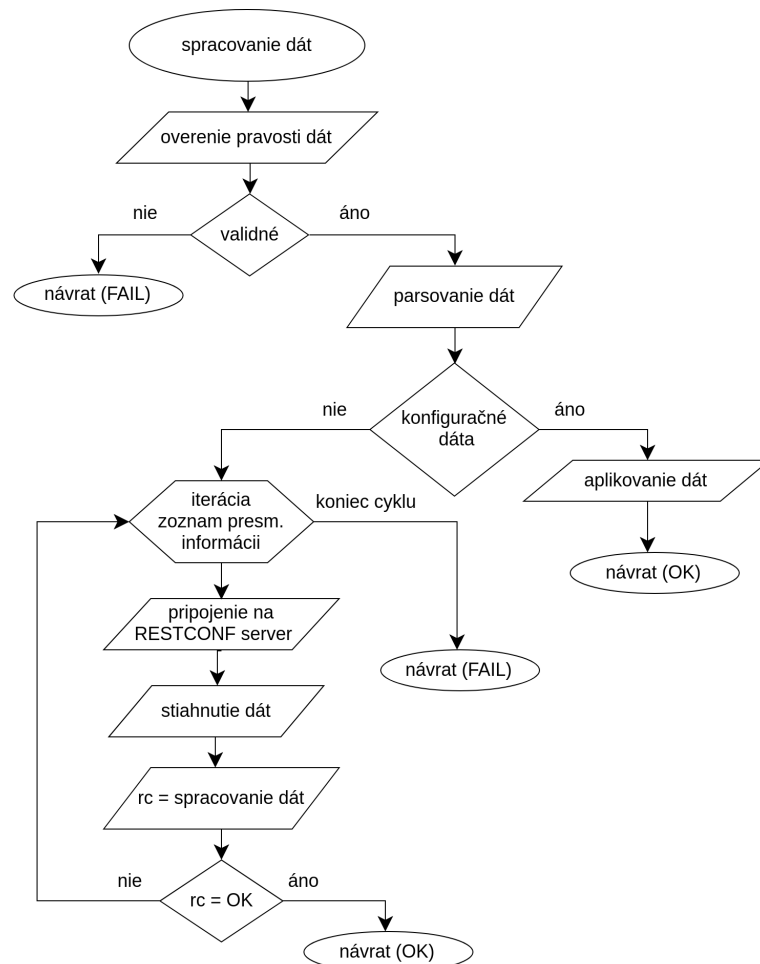 spracovanie dát
overenie pravosti dát
nie
áno
validné
návrat (FAIL)
parsovanie dát
nie
konfiguračné
dáta
áno
aplikovanie dát
iterácia
zoznam presm.
informácii
koniec cyklu
návrat (OK)
pripojenie na
RESTCONF server
návrat (FAIL)
stiahnutie dát
rc = spracovanie dát
nie
áno
rc = OK
návrat (OK)